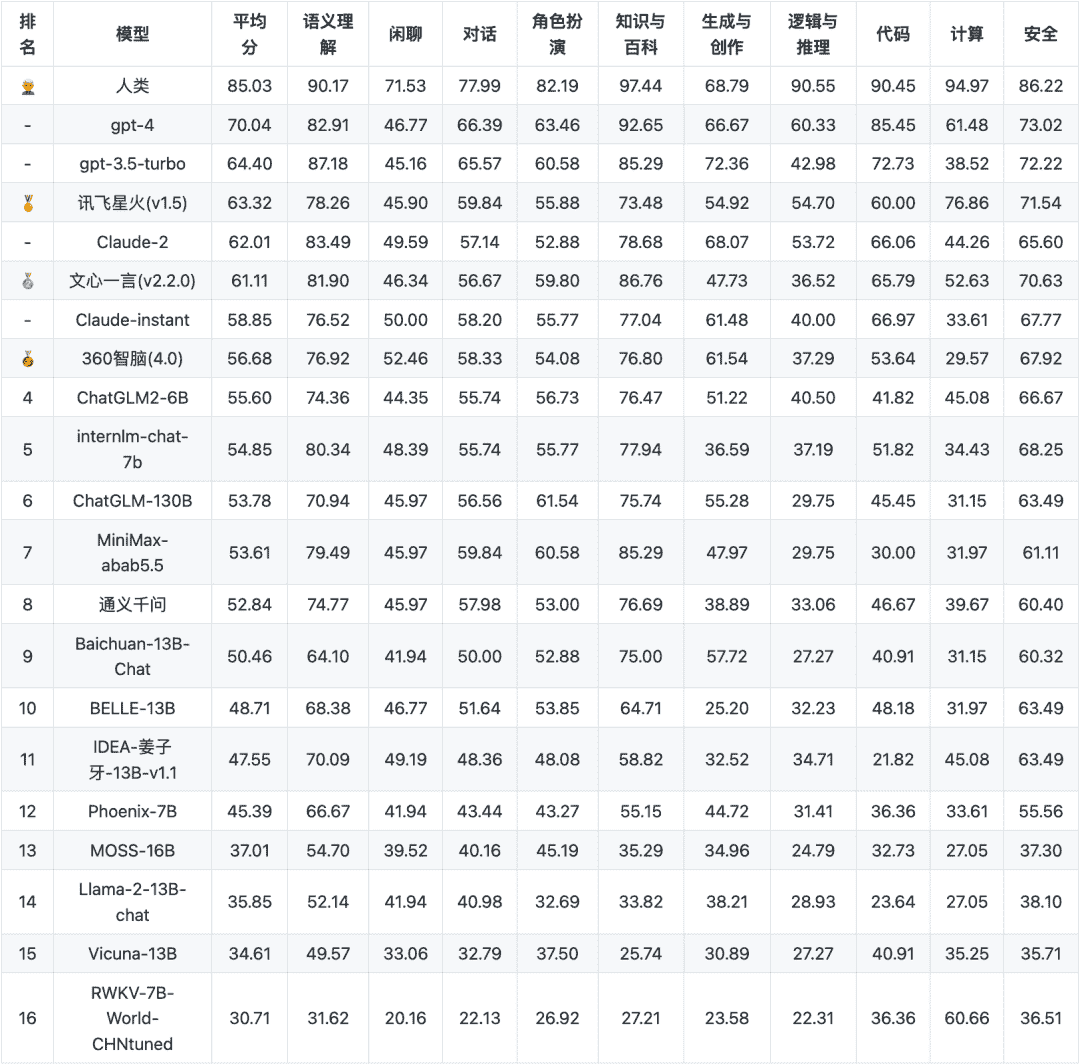 排名 模型 平均分 语义理解 闲聊 对话 角色扮演 知识与百科 生成与创作 逻辑与推理 代码 计算 安全
人类 85.03 90.17 71.53 77.99 82.19 97.44 68.79 90.55 90.45 94.97 86.22
- gpt-4 70.04 82.91 46.77 66.39 63.46 92.65 66.67 60.33 85.45 61.48 73.02
- gpt-3.5-turbo 64.40 87.18 45.16 65.57 60.58 85.29 72.36 42.98 72.73 38.52 72.22
讯飞星火(v1.5) 63.32 78.26 45.90 59.84 55.88 73.48 54.92 54.70 60.00 76.86 71.54
- Claude-2 62.01 83.49 49.59 57.14 52.88 78.68 68.07 53.72 66.06 44.26 65.60
文心一言(v2.2.0) 61.11 81.90 46.34 56.67 59.80 86.76 47.73 36.52 65.79 52.63 70.63
- Claude-instant 58.85 76.52 50.00 58.20 55.77 77.04 61.48 40.00 66.97 33.61 67.77
360智脑(4.0) 56.68 76.92 52.46 58.33 54.08 76.80 61.54 37.29 53.64 29.57 67.92
4 ChatGLM2-6B 55.60 74.36 44.35 55.74 56.73 76.47 51.22 40.50 41.82 45.08 66.67
5 internlm-chat-7b 54.85 80.34 48.39 55.74 55.77 77.94 36.59 37.19 51.82 34.43 68.25
6 ChatGLM-130B 53.78 70.94 45.97 56.56 61.54 75.74 55.28 29.75 45.45 31.15 63.49
7 MiniMax-abab5.5 53.61 79.49 45.97 59.84 60.58 85.29 47.97 29.75 30.00 31.97 61.11
8 通义千问 52.84 74.77 45.97 57.98 53.00 76.69 38.89 33.06 46.67 39.67 60.40
9 Baichuan-13B-Chat 50.46 64.10 41.94 50.00 52.88 75.00 57.72 27.27 40.91 31.15 60.32
10 BELLE-13B 48.71 68.38 46.77 51.64 53.85 64.71 25.20 32.23 48.18 31.97 63.49
11 IDEA-姜子牙-13B-v1.1 47.55 70.09 49.19 48.36 48.08 58.82 32.52 34.71 21.82 45.08 63.49
12 Phoenix-7B 45.39 66.67 41.94 43.44 43.27 55.15 44.72 31.41 36.36 33.61 55.56
13 MOSS-16B 37.01 54.70 39.52 40.16 45.19 35.29 34.96 24.79 32.73 27.05 37.30
14 Llama-2-13B-chat 35.85 52.14 41.94 40.98 32.69 33.82 38.21 28.93 23.64 27.05 38.10
15 Vicuna-13B 34.61 49.57 33.06 32.79 37.50 25.74 30.89 27.27 40.91 35.25 35.71
16 RWKV-7B-World-CHNtuned 30.71 31.62 20.16 22.13 26.92 27.21 23.58 22.31 36.36 60.66 36.51